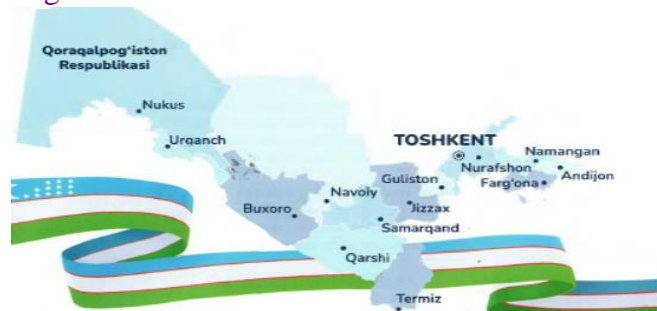 Qoraqalpog'iston
Respublikasi
Nukus
Urganch
TOSHKENT
Namangan
Nurafshon
Guliston
Farg'ona
Andijon
Navoiy
Buxoro
Jizzax
Samarqand
Qarshi
Termiz